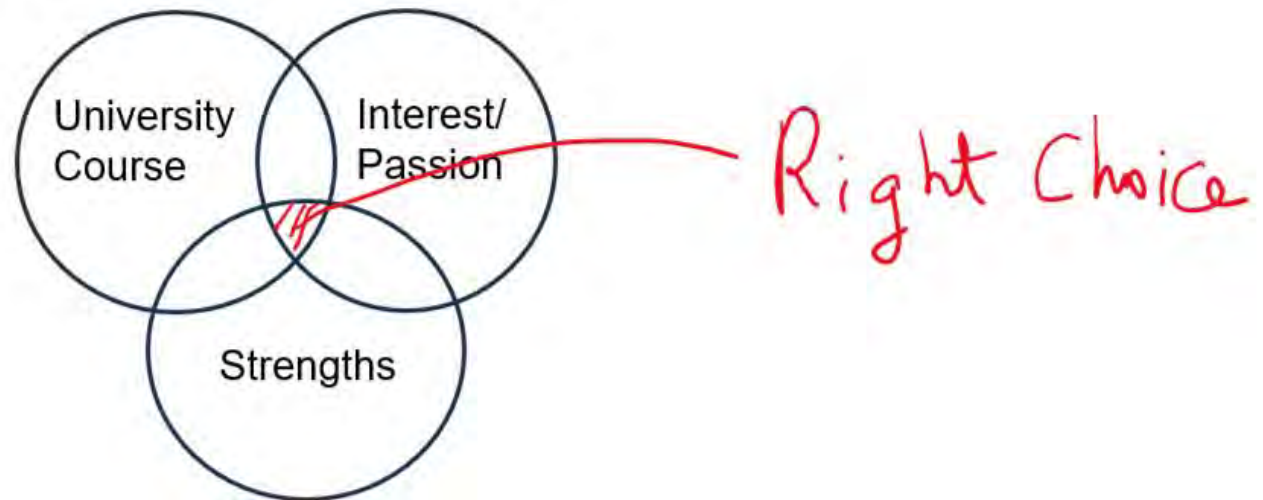 University
Course
Interest/
Passion
Right Choice
Strengths